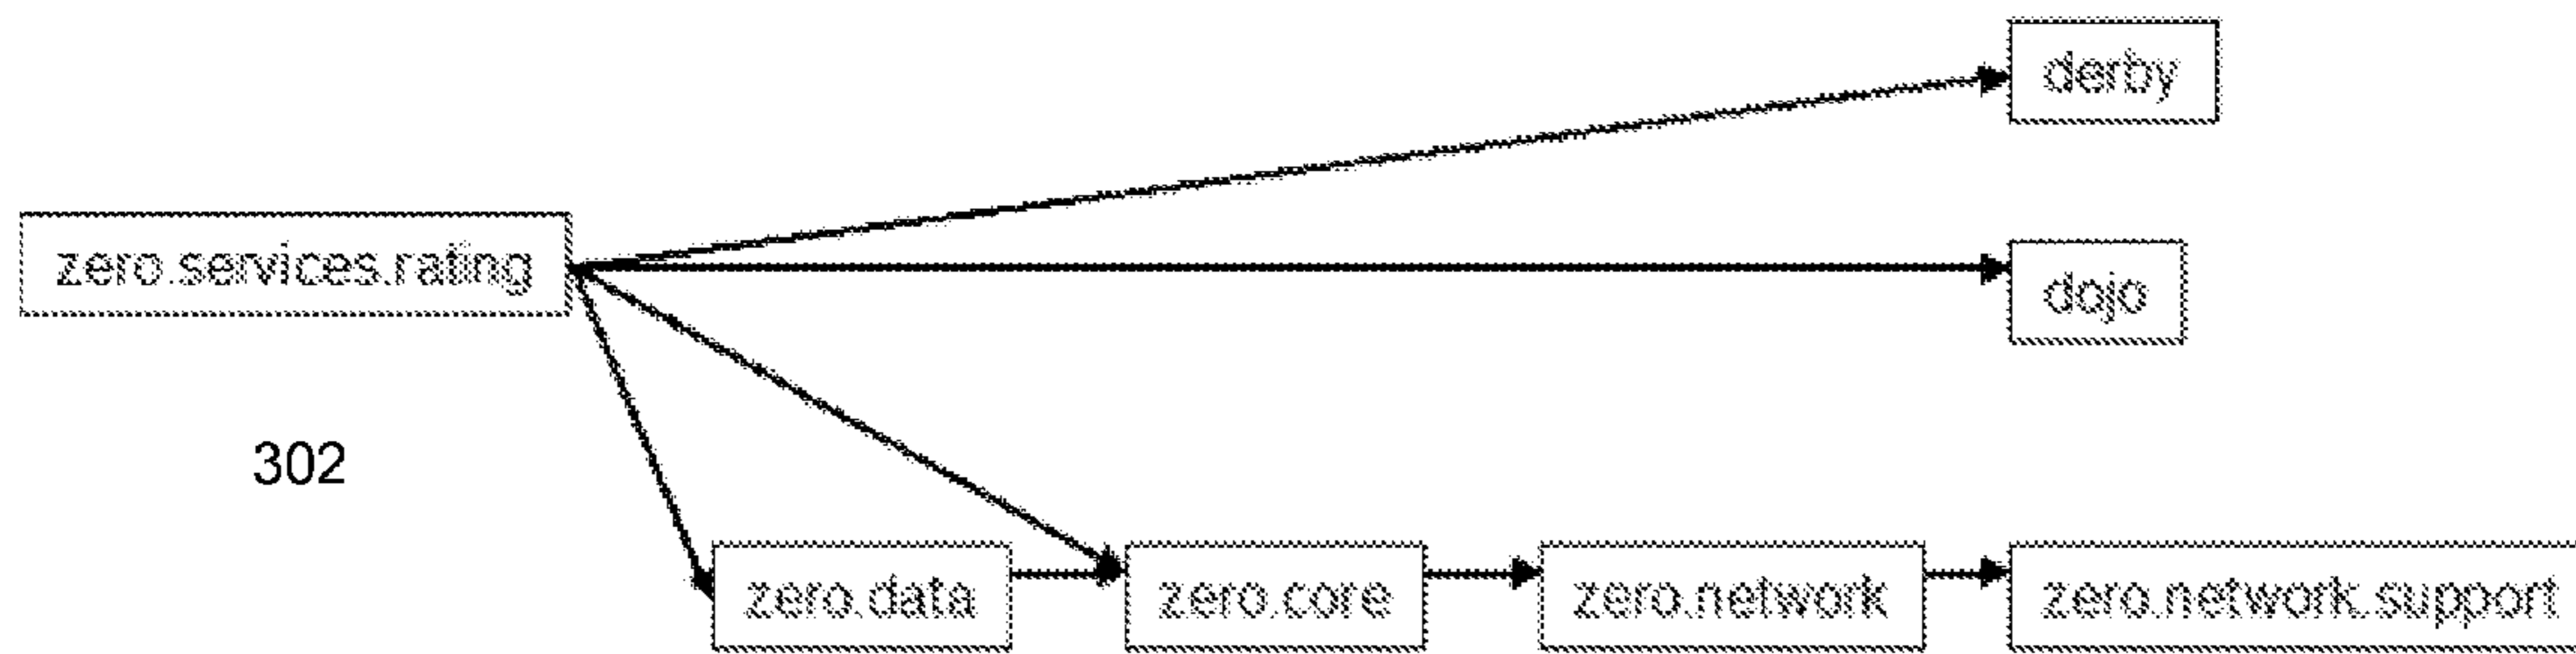 derby
zero.services.rating
dojo
302
zero.data
zero.core
zero.network
zero.network.support